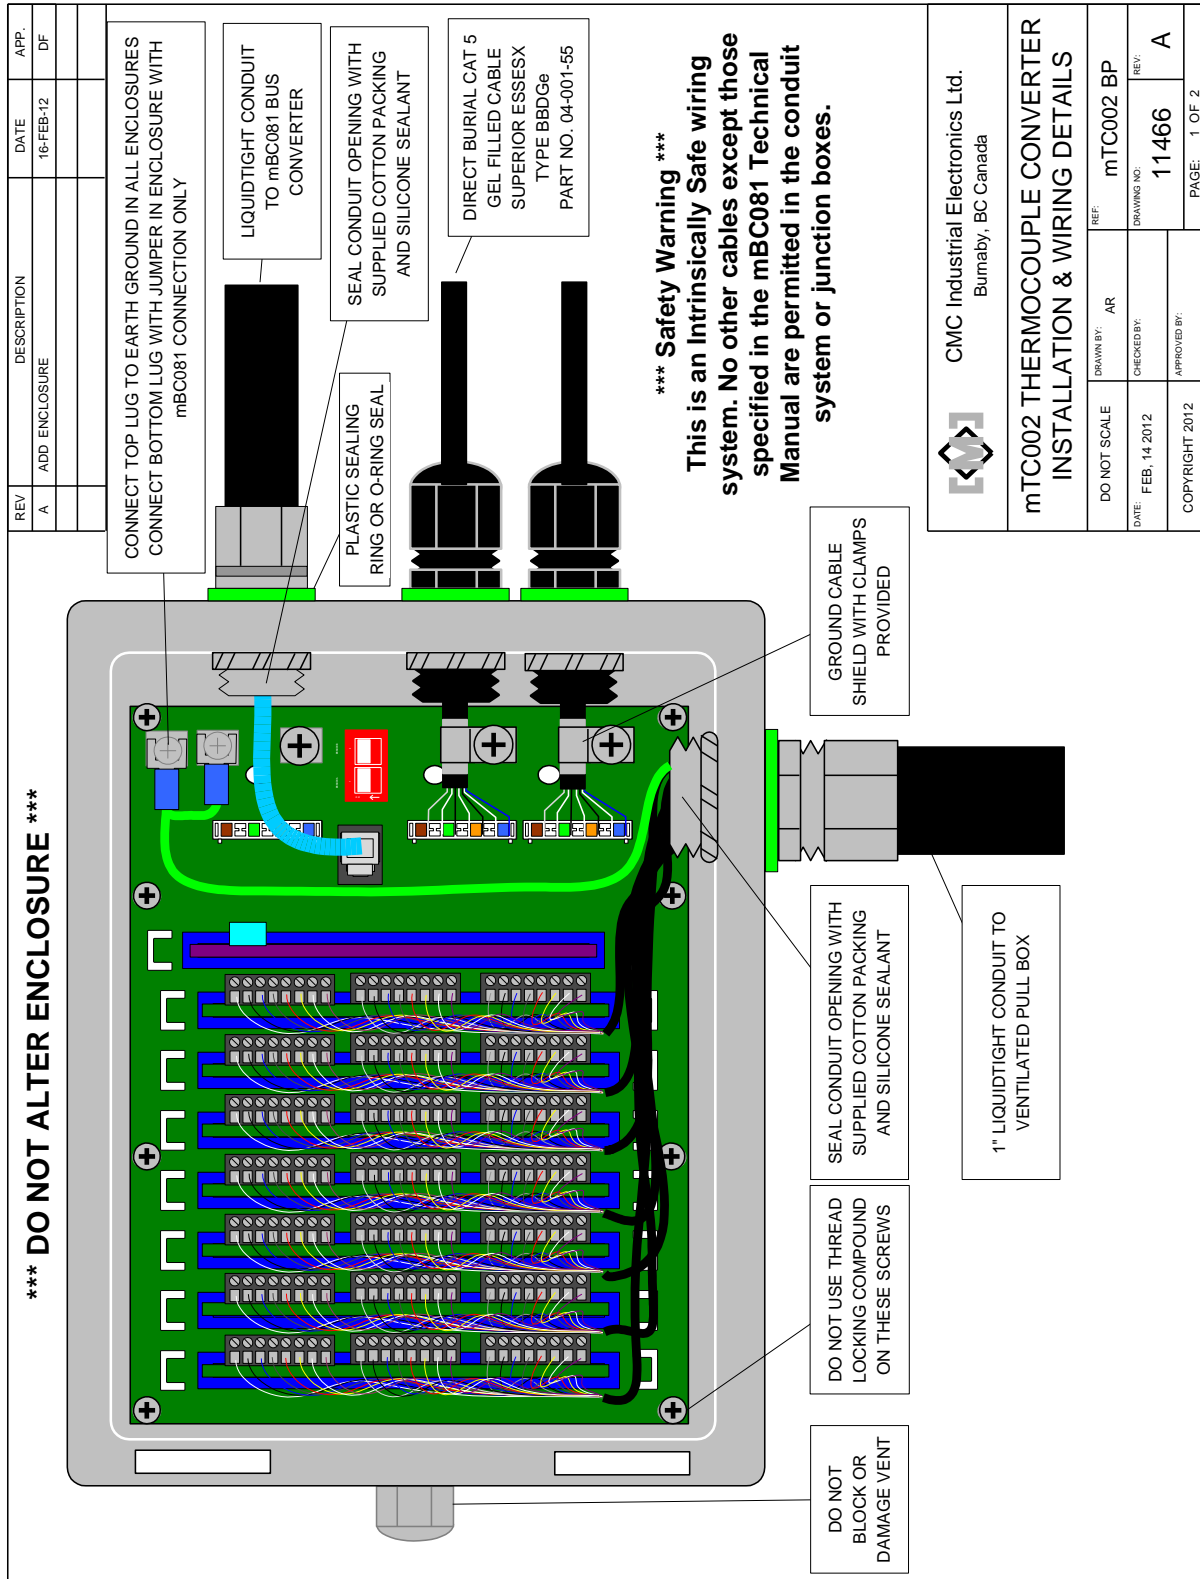 *** DO NOT ALTER ENCLOSURE ***
REV
DESCRIPTION
DATE
APP.
A
ADD ENCLOSURE
16-FEB-12
DF
CONNECT TOP LUG TO EARTH GROUND IN ALL ENCLOSURES
CONNECT BOTTOM LUG WITH JUMPER IN ENCLOSURE WITH
mBC081 CONNECTION ONLY
LIQUIDTIGHT CONDUIT
TO mBC081 BUS
CONVERTER
SEAL CONDUIT OPENING WITH
SUPPLIED COTTON PACKING
AND SILICONE SEALANT
PLASTIC SEALING
RING OR O-RING SEAL
DIRECT BURIAL CAT 5
GEL FILLED CABLE
SUPERIOR ESSESX
TYPE BBDGe
PART NO. 04-001-55
*** Safety Warning ***
This is an Intrinsically Safe wiring
system. No other cables except those
specified in the mBC081 Technical
Manual are permitted in the conduit
system or junction boxes.
GROUND CABLE
SHIELD WITH CLAMPS
PROVIDED
SEAL CONDUIT OPENING WITH
SUPPLIED COTTON PACKING
AND SILICONE SEALANT
1" LIQUIDTIGHT CONDUIT TO
VENTILATED PULL BOX
DO NOT USE THREAD
LOCKING COMPOUND
ON THESE SCREWS
DO NOT
BLOCK OR
DAMAGE VENT
CMC Industrial Electronics Ltd.
Burnaby, BC Canada
mTC002 THERMOCOUPLE CONVERTER
INSTALLATION & WIRING DETAILS
DO NOT SCALE
DRAWN BY: AR
REF: mTC002 BP
DATE: FEB, 14 2012
CHECKED BY:
DRAWING NO: 11466
REV: A
COPYRIGHT 2012
APPROVED BY:
PAGE: 1 OF 2